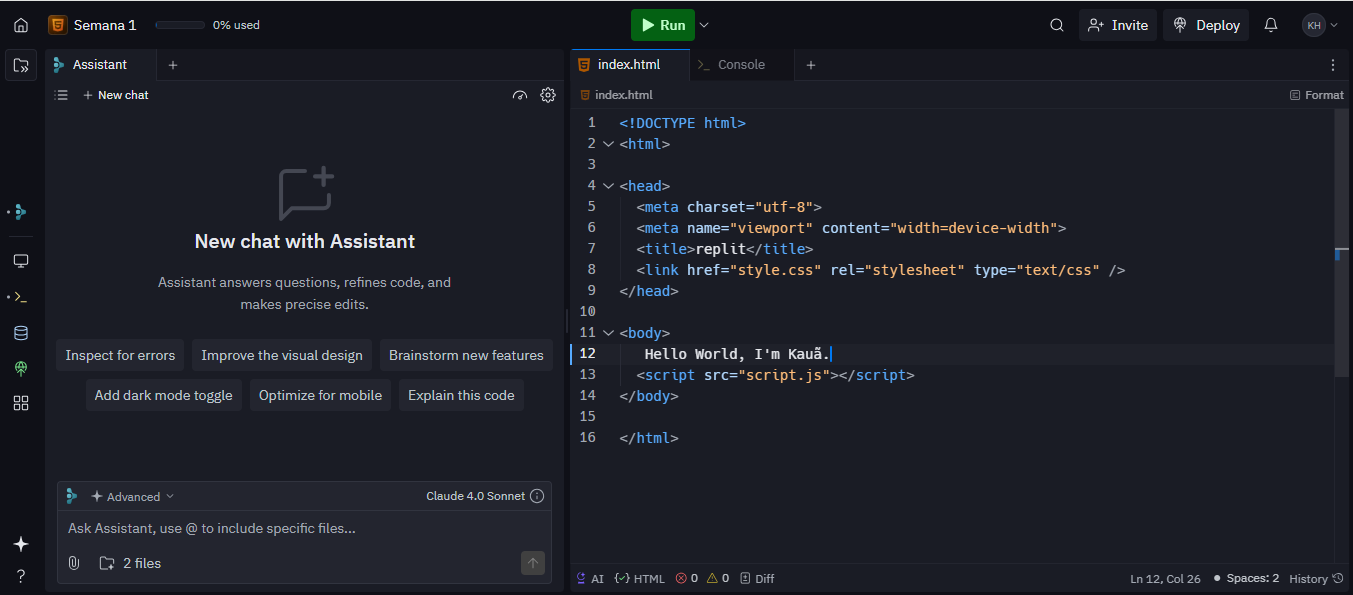 Semana 1 0% used Run Invite Deploy KH
Assistant
New chat
New chat with Assistant
Assistant answers questions, refines code, and
makes precise edits.
Inspect for errors Improve the visual design Brainstorm new features
Add dark mode toggle Optimize for mobile Explain this code
Advanced Claude 4.0 Sonnet
Ask Assistant, use @ to include specific files...
2 files
?
index.html >_ Console
index.html Format
1 <!DOCTYPE html>
2 <html>
3
4 <head>
5 <meta charset="utf-8">
6 <meta name="viewport" content="width=device-width">
7 <title>replit</title>
8 <link href="style.css" rel="stylesheet" type="text/css" />
9 </head>
10
11 <body>
12 Hello World, I'm Kauã.
13 <script src="script.js"></script>
14 </body>
15
16 </html>
AI HTML 0 0 Diff Ln 12, Col 26 Spaces: 2 History